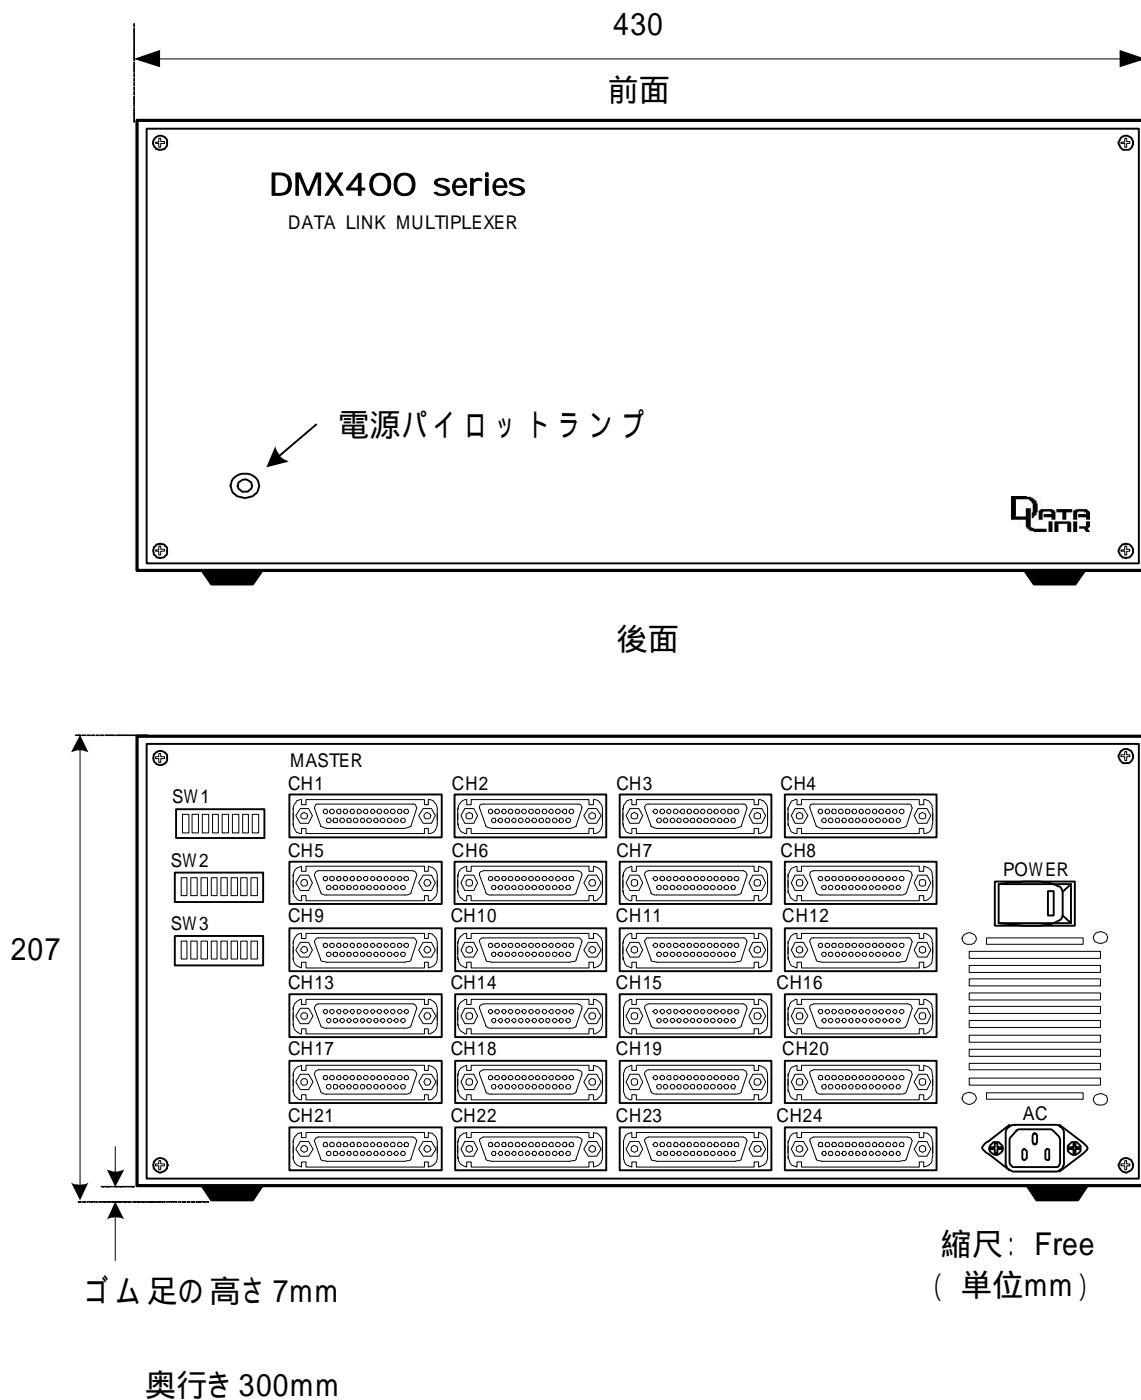 430
前面
DMX400 series
DATA LINK MULTIPLEXER
電源パイロットランプ
DATA
LINK
後面
MASTER
CH1 CH2 CH3 CH4
SW1
CH5 CH6 CH7 CH8
SW2
POWER
CH9 CH10 CH11 CH12
SW3
207
CH13 CH14 CH15 CH16
CH17 CH18 CH19 CH20
CH21 CH22 CH23 CH24
AC
ゴム足の高さ 7mm
縮尺: Free
( 単位mm )
奥行き 300mm